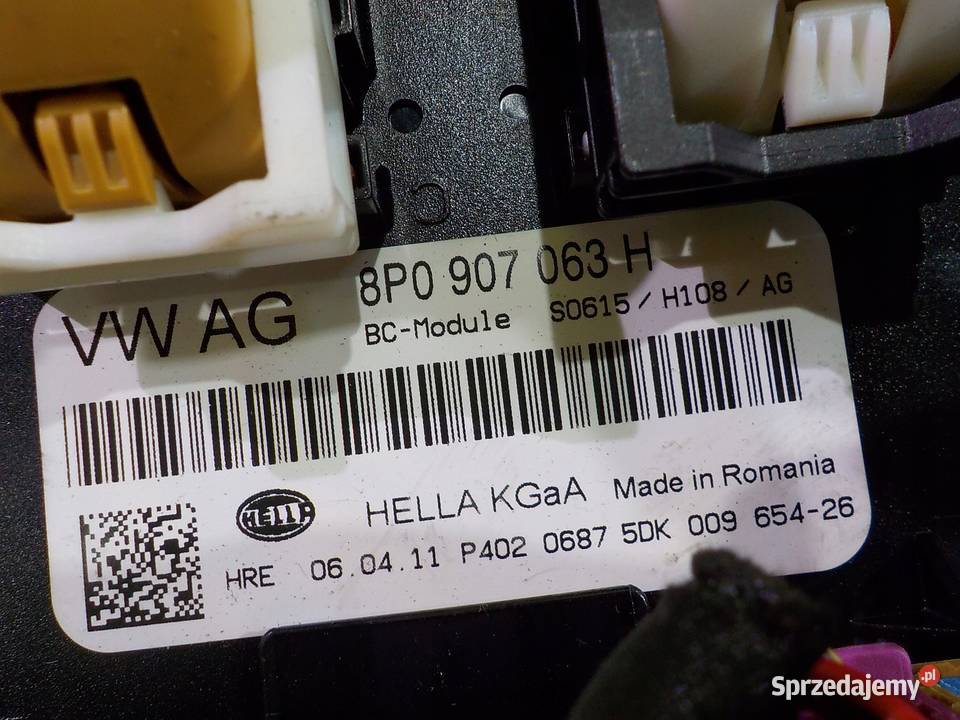 VW AG 8P0 907 063 H
BC-Module S0615 / H108 / AG
HELLA HELLA KGaA Made in Romania
HRE 06.04.11 P402 0687 5DK 009 654-26
Sprzedajemy.pl